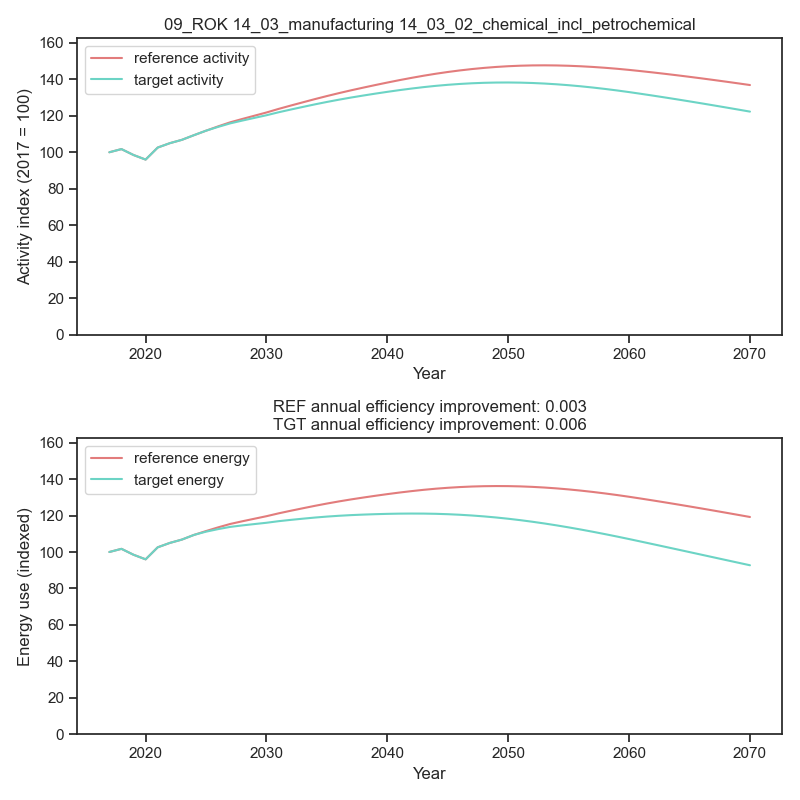 09_ROK 14_03_manufacturing 14_03_02_chemical_incl_petrochemical
160
140
120
100
80
60
40
20
0
Activity index (2017 = 100)
reference activity
target activity
2020 2030 2040 2050 2060 2070
Year
REF annual efficiency improvement: 0.003
TGT annual efficiency improvement: 0.006
160
140
120
100
80
60
40
20
0
Energy use (indexed)
reference energy
target energy
2020 2030 2040 2050 2060 2070
Year